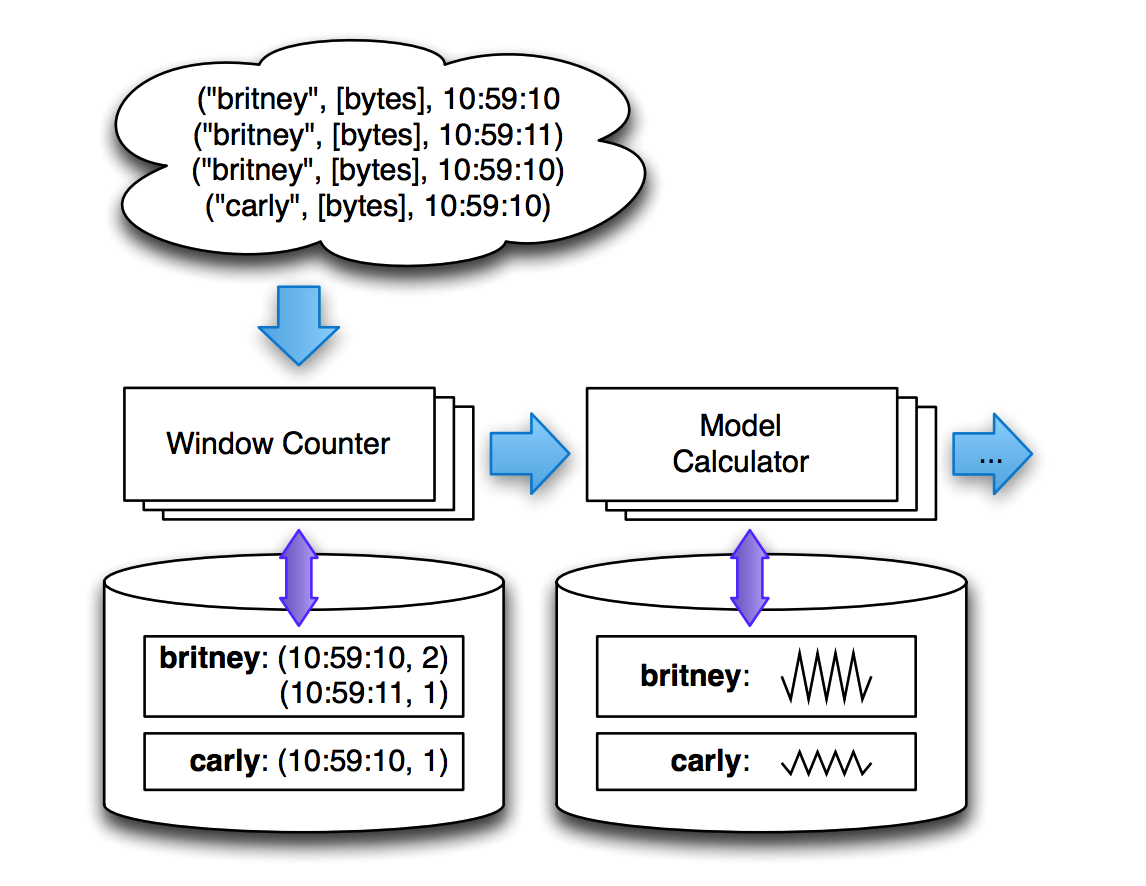 ("britney", [bytes], 10:59:10
("britney", [bytes], 10:59:11)
("britney", [bytes], 10:59:10)
("carly", [bytes], 10:59:10)
Window Counter
Model
Calculator
...
britney: (10:59:10, 2)
(10:59:11, 1)
carly: (10:59:10, 1)
britney:
carly: